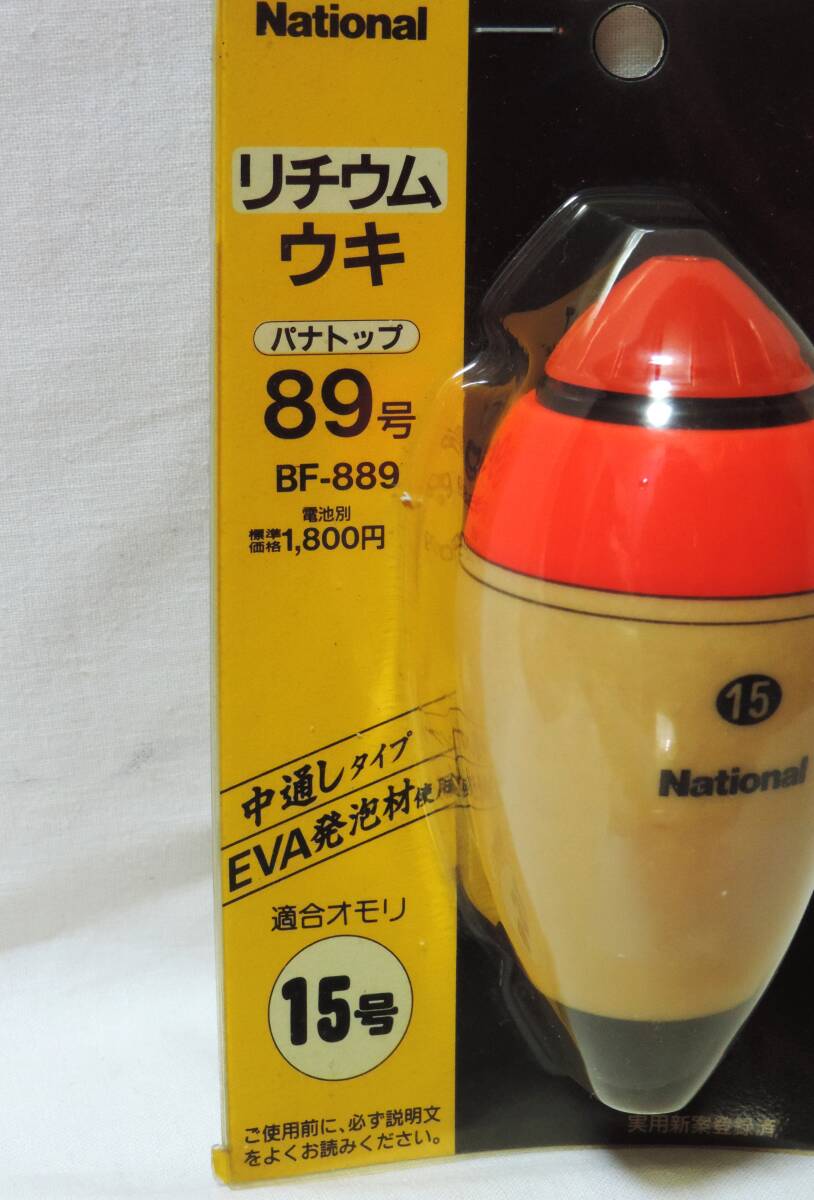 National
リチウム
ウキ
パナトップ
89号
BF-889
電池別
標準価格1,800円
中通しタイプ
EVA発泡材使用
適合オモリ
15号
ご使用前に、必ず説明文
をよくお読みください。
15
National
実用新案登録済